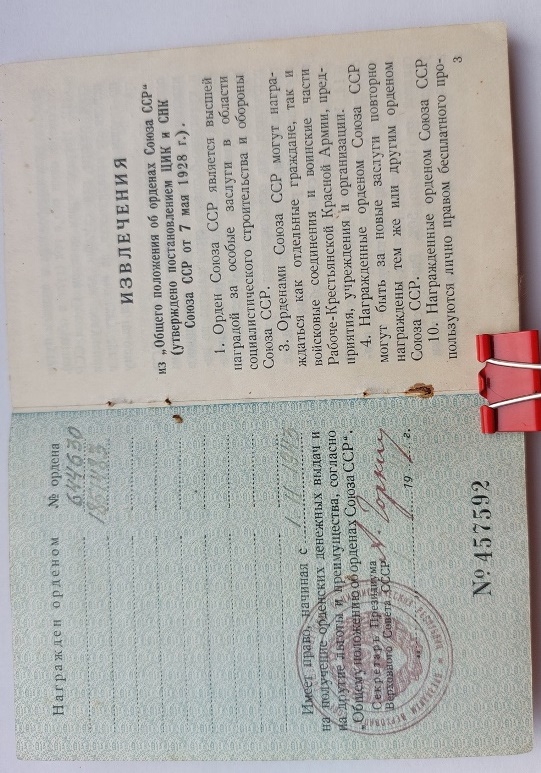 Награжден орденом № ордена
644630
Имеет право, начиная с
на получение орденских денежных выдач и
на другие льготы и преимущества, согласно
„Общему положению об орденах Союза ССР“.
Секретарь Президиума
Верховного Совета СССР А. Горкин
19 г.
№ 457592
ИЗВЛЕЧЕНИЯ
из „Общего положения об орденах Союза ССР“
(утверждено постановлением ЦИК и СНК
Союза ССР от 7 мая 1928 г.).
1. Орден Союза ССР является высшей
наградой за особые заслуги в области
социалистического строительства и обороны
Союза ССР.
3. Орденами Союза ССР могут награ-
ждаться как отдельные граждане, так и
войсковые соединения и воинские части
Рабоче-Крестьянской Красной Армии, пред-
приятия, учреждения и организации.
4. Награжденные орденом Союза ССР
могут быть за новые заслуги повторно
награждены тем же или другим орденом
Союза ССР.
10. Награжденные орденом Союза ССР
пользуются лично правом бесплатного про-
3